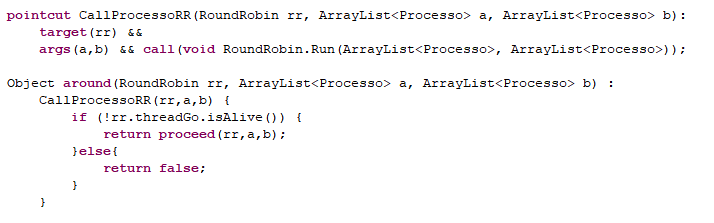 pointcut CallProcessoRR(RoundRobin rr, ArrayList<Processo> a, ArrayList<Processo> b):
    target(rr) &&
    args(a,b) && call(void RoundRobin.Run(ArrayList<Processo>, ArrayList<Processo>));

Object around(RoundRobin rr, ArrayList<Processo> a, ArrayList<Processo> b) :
    CallProcessoRR(rr,a,b) {
        if (!rr.threadGo.isAlive()) {
            return proceed(rr,a,b);
        }else{
            return false;
        }
    }